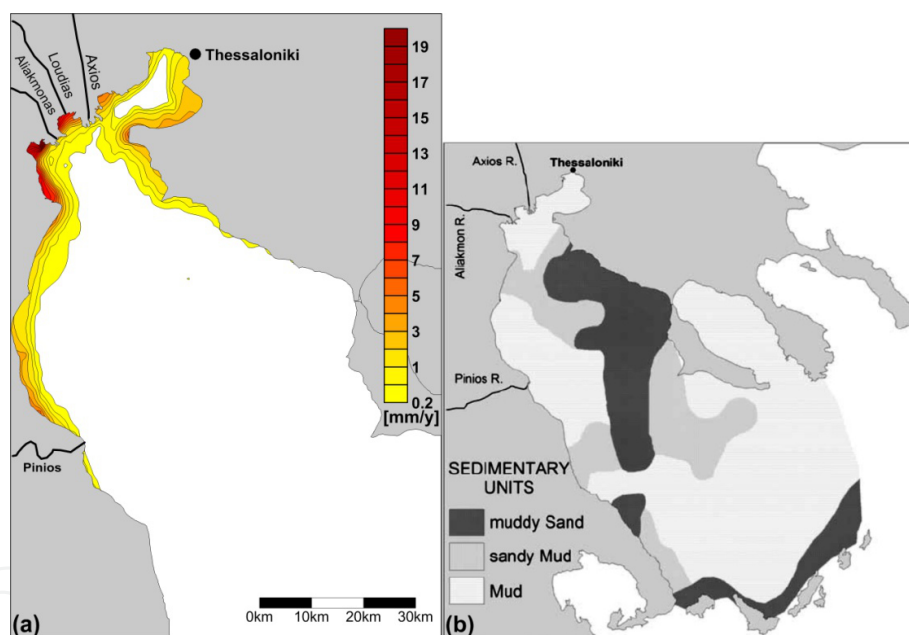 Thessaloniki
Aliakmonas
Loudias
Axios
19
17
15
13
11
9
7
5
3
1
0.2
[mm/y]
Pinios
0km 10km 20km 30km
(a)
Axios R.
Thessaloniki
Aliakmon R.
Pinios R.
SEDIMENTARY
UNITS
muddy Sand
sandy Mud
Mud
(b)